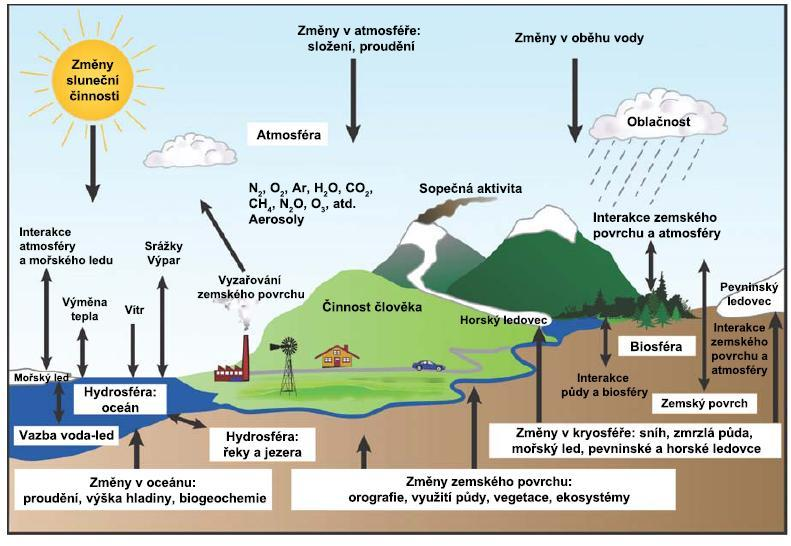 Změny v atmosféře:
složení, proudění
Změny v oběhu vody
Změny
sluneční
činnosti
Atmosféra
Oblačnost
N₂, O₂, Ar, H₂O, CO₂,
CH₄, N₂O, O₃, atd.
Aerosoly
Sopečná aktivita
Interakce zemského
povrchu a atmosféry
Interakce
atmosféry
a mořského ledu
Srážky
Výpar
Vyzařování
zemského povrchu
Výměna
tepla
Vítr
Činnost člověka
Horský ledovec
Pevninský
ledovec
Biosféra
Interakce
zemského
povrchu a
atmosféry
Mořský led
Hydrosféra:
oceán
Interakce
půdy a biosféry
Zemský povrch
Vazba voda-led
Hydrosféra:
řeky a jezera
Změny v kryosféře: sníh, zmrzlá půda,
mořský led, pevninské a horské ledovce
Změny v oceánu:
proudění, výška hladiny, biogeochemie
Změny zemského povrchu:
orografie, využití půdy, vegetace, ekosystémy